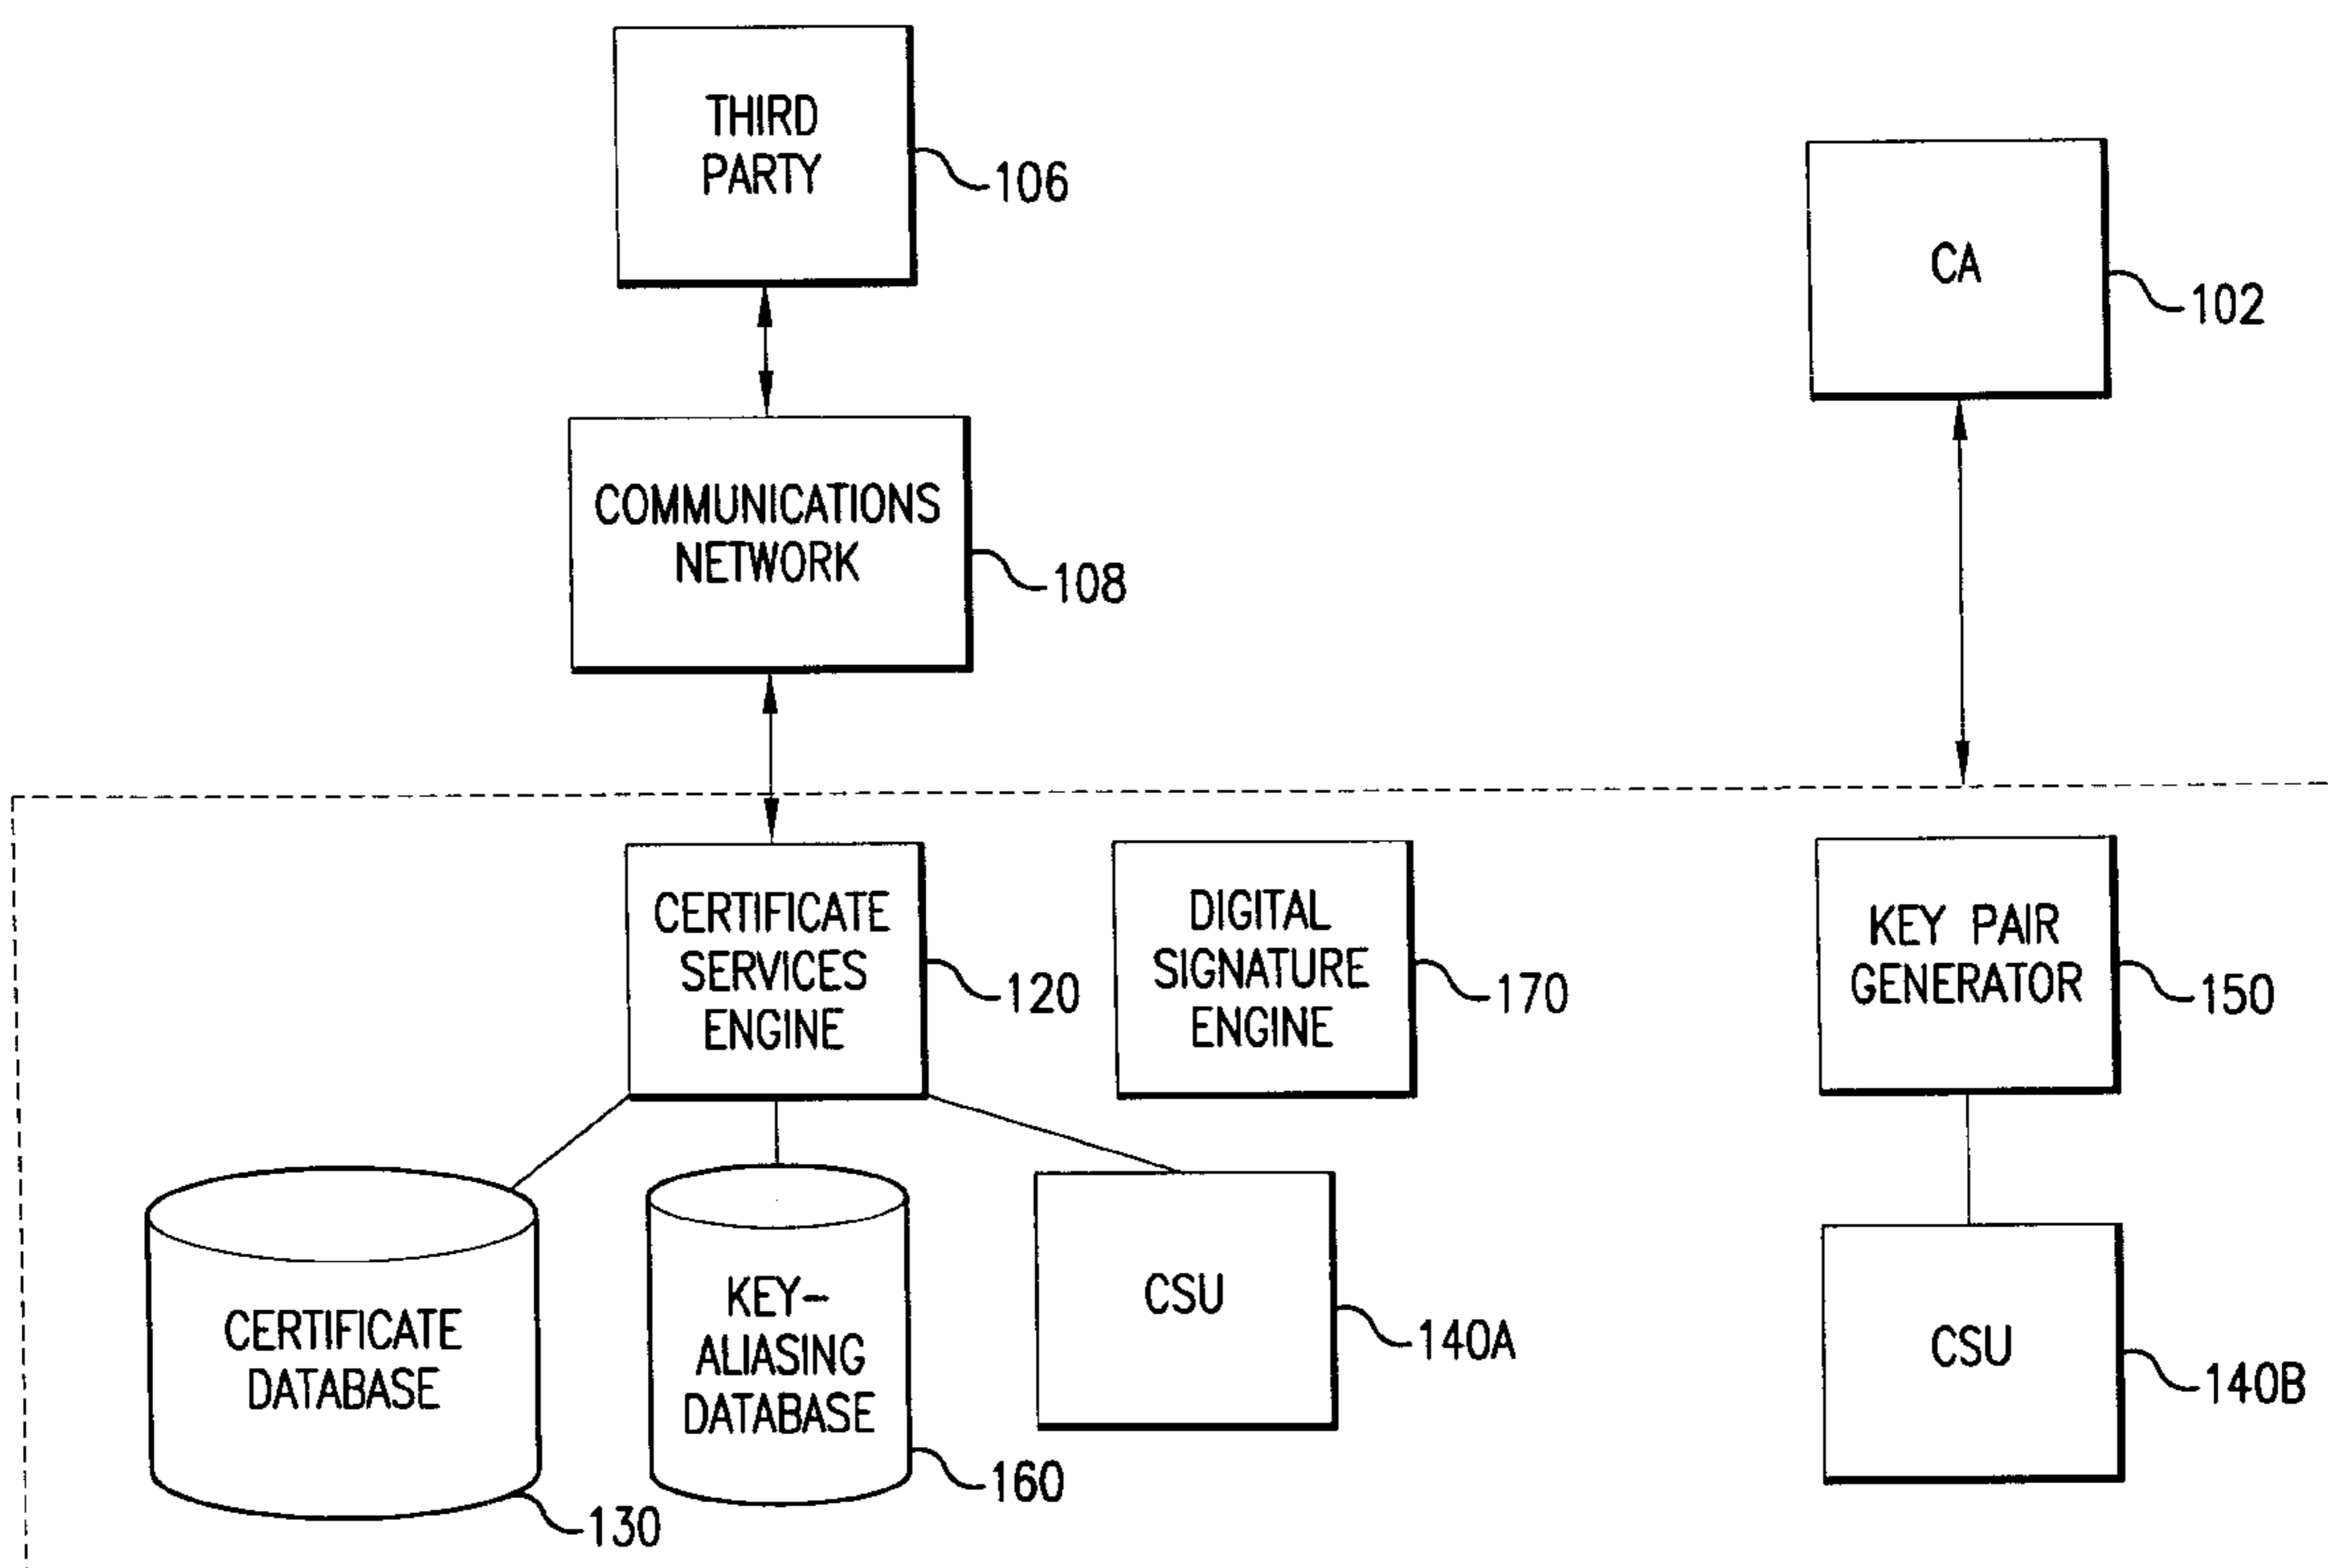 THIRD
PARTY
106
CA
102
COMMUNICATIONS
NETWORK
108
CERTIFICATE
SERVICES
ENGINE
120
DIGITAL
SIGNATURE
ENGINE
170
KEY PAIR
GENERATOR
150
CERTIFICATE
DATABASE
130
KEY-
ALIASING
DATABASE
160
CSU
140A
CSU
140B